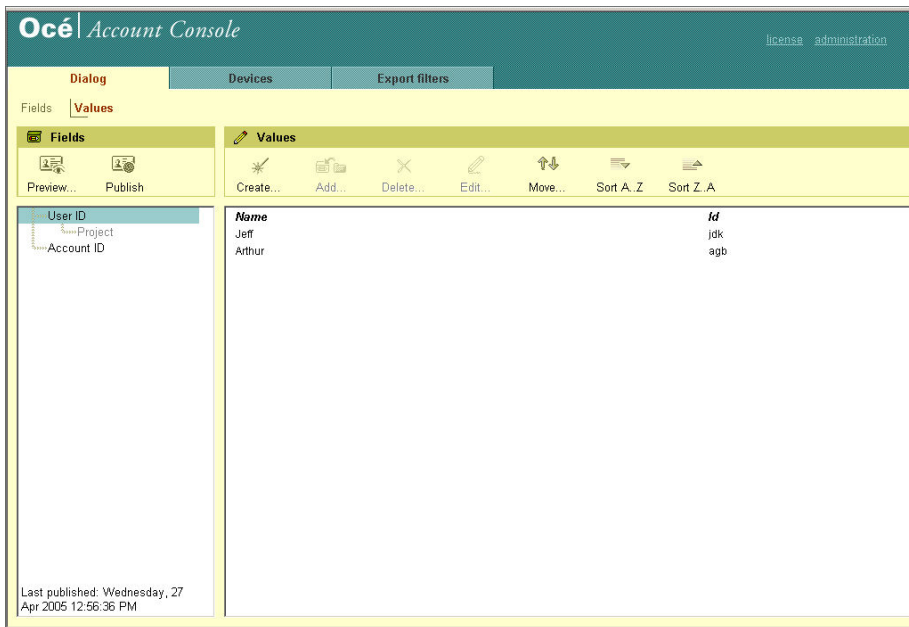 Océ Account Console
license administration
Dialog Devices Export filters
Fields Values
Fields
Values
Preview... Publish
Create... Add... Delete... Edit... Move... Sort A..Z Sort Z..A
User ID
Project
Account ID
Name Id
Jeff jdk
Arthur agb
Last published: Wednesday, 27
Apr 2005 12:56:36 PM